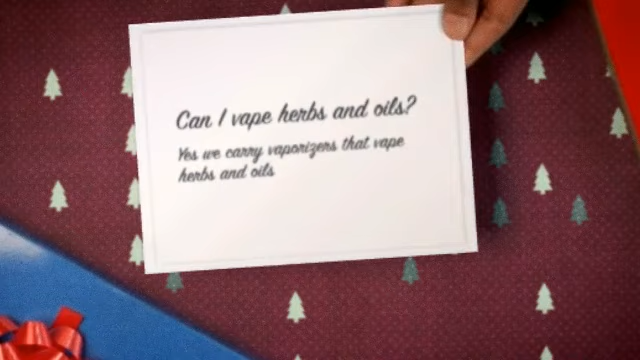 Can I vape herbs and oils?
Yes we carry vaporizers that vape
herbs and oils